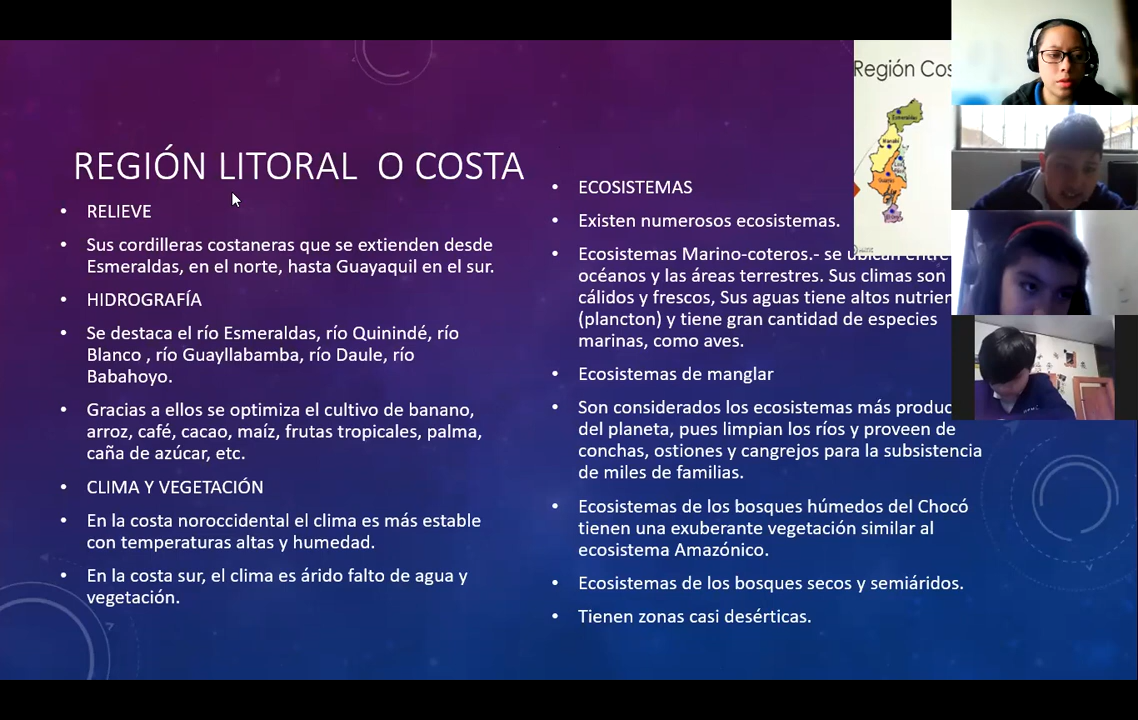 REGIÓN LITORAL O COSTA
RELIEVE
Sus cordilleras costaneras que se extienden desde
Esmeraldas, en el norte, hasta Guayaquil en el sur.
HIDROGRAFÍA
Se destaca el río Esmeraldas, río Quinindé, río
Blanco , río Guayllabamba, río Daule, río
Babahoyo.
Gracias a ellos se optimiza el cultivo de banano,
arroz, café, cacao, maíz, frutas tropicales, palma,
caña de azúcar, etc.
CLIMA Y VEGETACIÓN
En la costa noroccidental el clima es más estable
con temperaturas altas y humedad.
En la costa sur, el clima es árido falto de agua y
vegetación.
ECOSISTEMAS
Existen numerosos ecosistemas.
Ecosistemas Marino-coteros.- se ubican entre
océanos y las áreas terrestres. Sus climas son
cálidos y frescos, Sus aguas tiene altos nutrien
(plancton) y tiene gran cantidad de especies
marinas, como aves.
Ecosistemas de manglar
Son considerados los ecosistemas más produc
del planeta, pues limpian los ríos y proveen de
conchas, ostiones y cangrejos para la subsistencia
de miles de familias.
Ecosistemas de los bosques húmedos del Chocó
tienen una exuberante vegetación similar al
ecosistema Amazónico.
Ecosistemas de los bosques secos y semiáridos.
Tienen zonas casi desérticas.
Región Cos
Esmeraldas
Manabí
Guayas